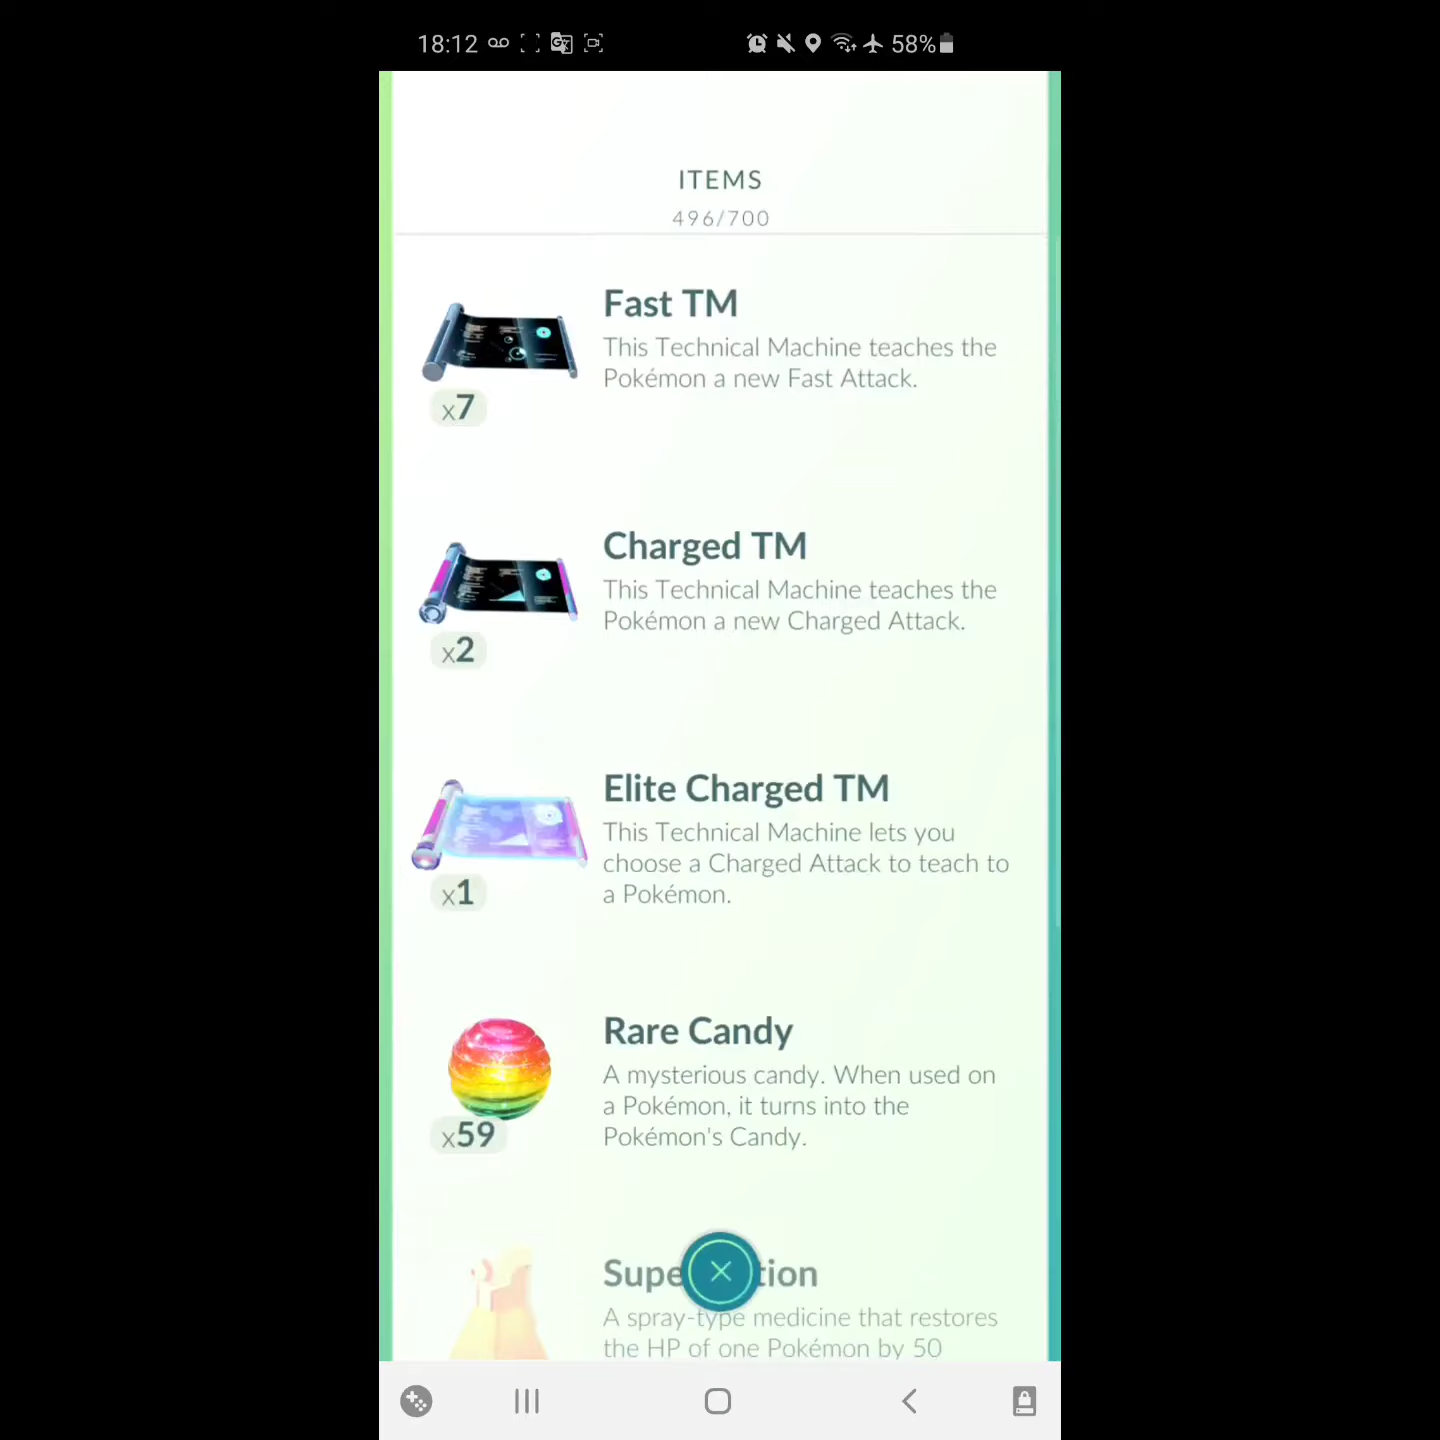 18:12 58%
ITEMS
496/700
Fast TM
This Technical Machine teaches the
Pokémon a new Fast Attack.
x7
Charged TM
This Technical Machine teaches the
Pokémon a new Charged Attack.
x2
Elite Charged TM
This Technical Machine lets you
choose a Charged Attack to teach to
a Pokémon.
x1
Rare Candy
A mysterious candy. When used on
a Pokémon, it turns into the
Pokémon's Candy.
x59
A spray-type medicine that restores
the HP of one Pokémon by 50